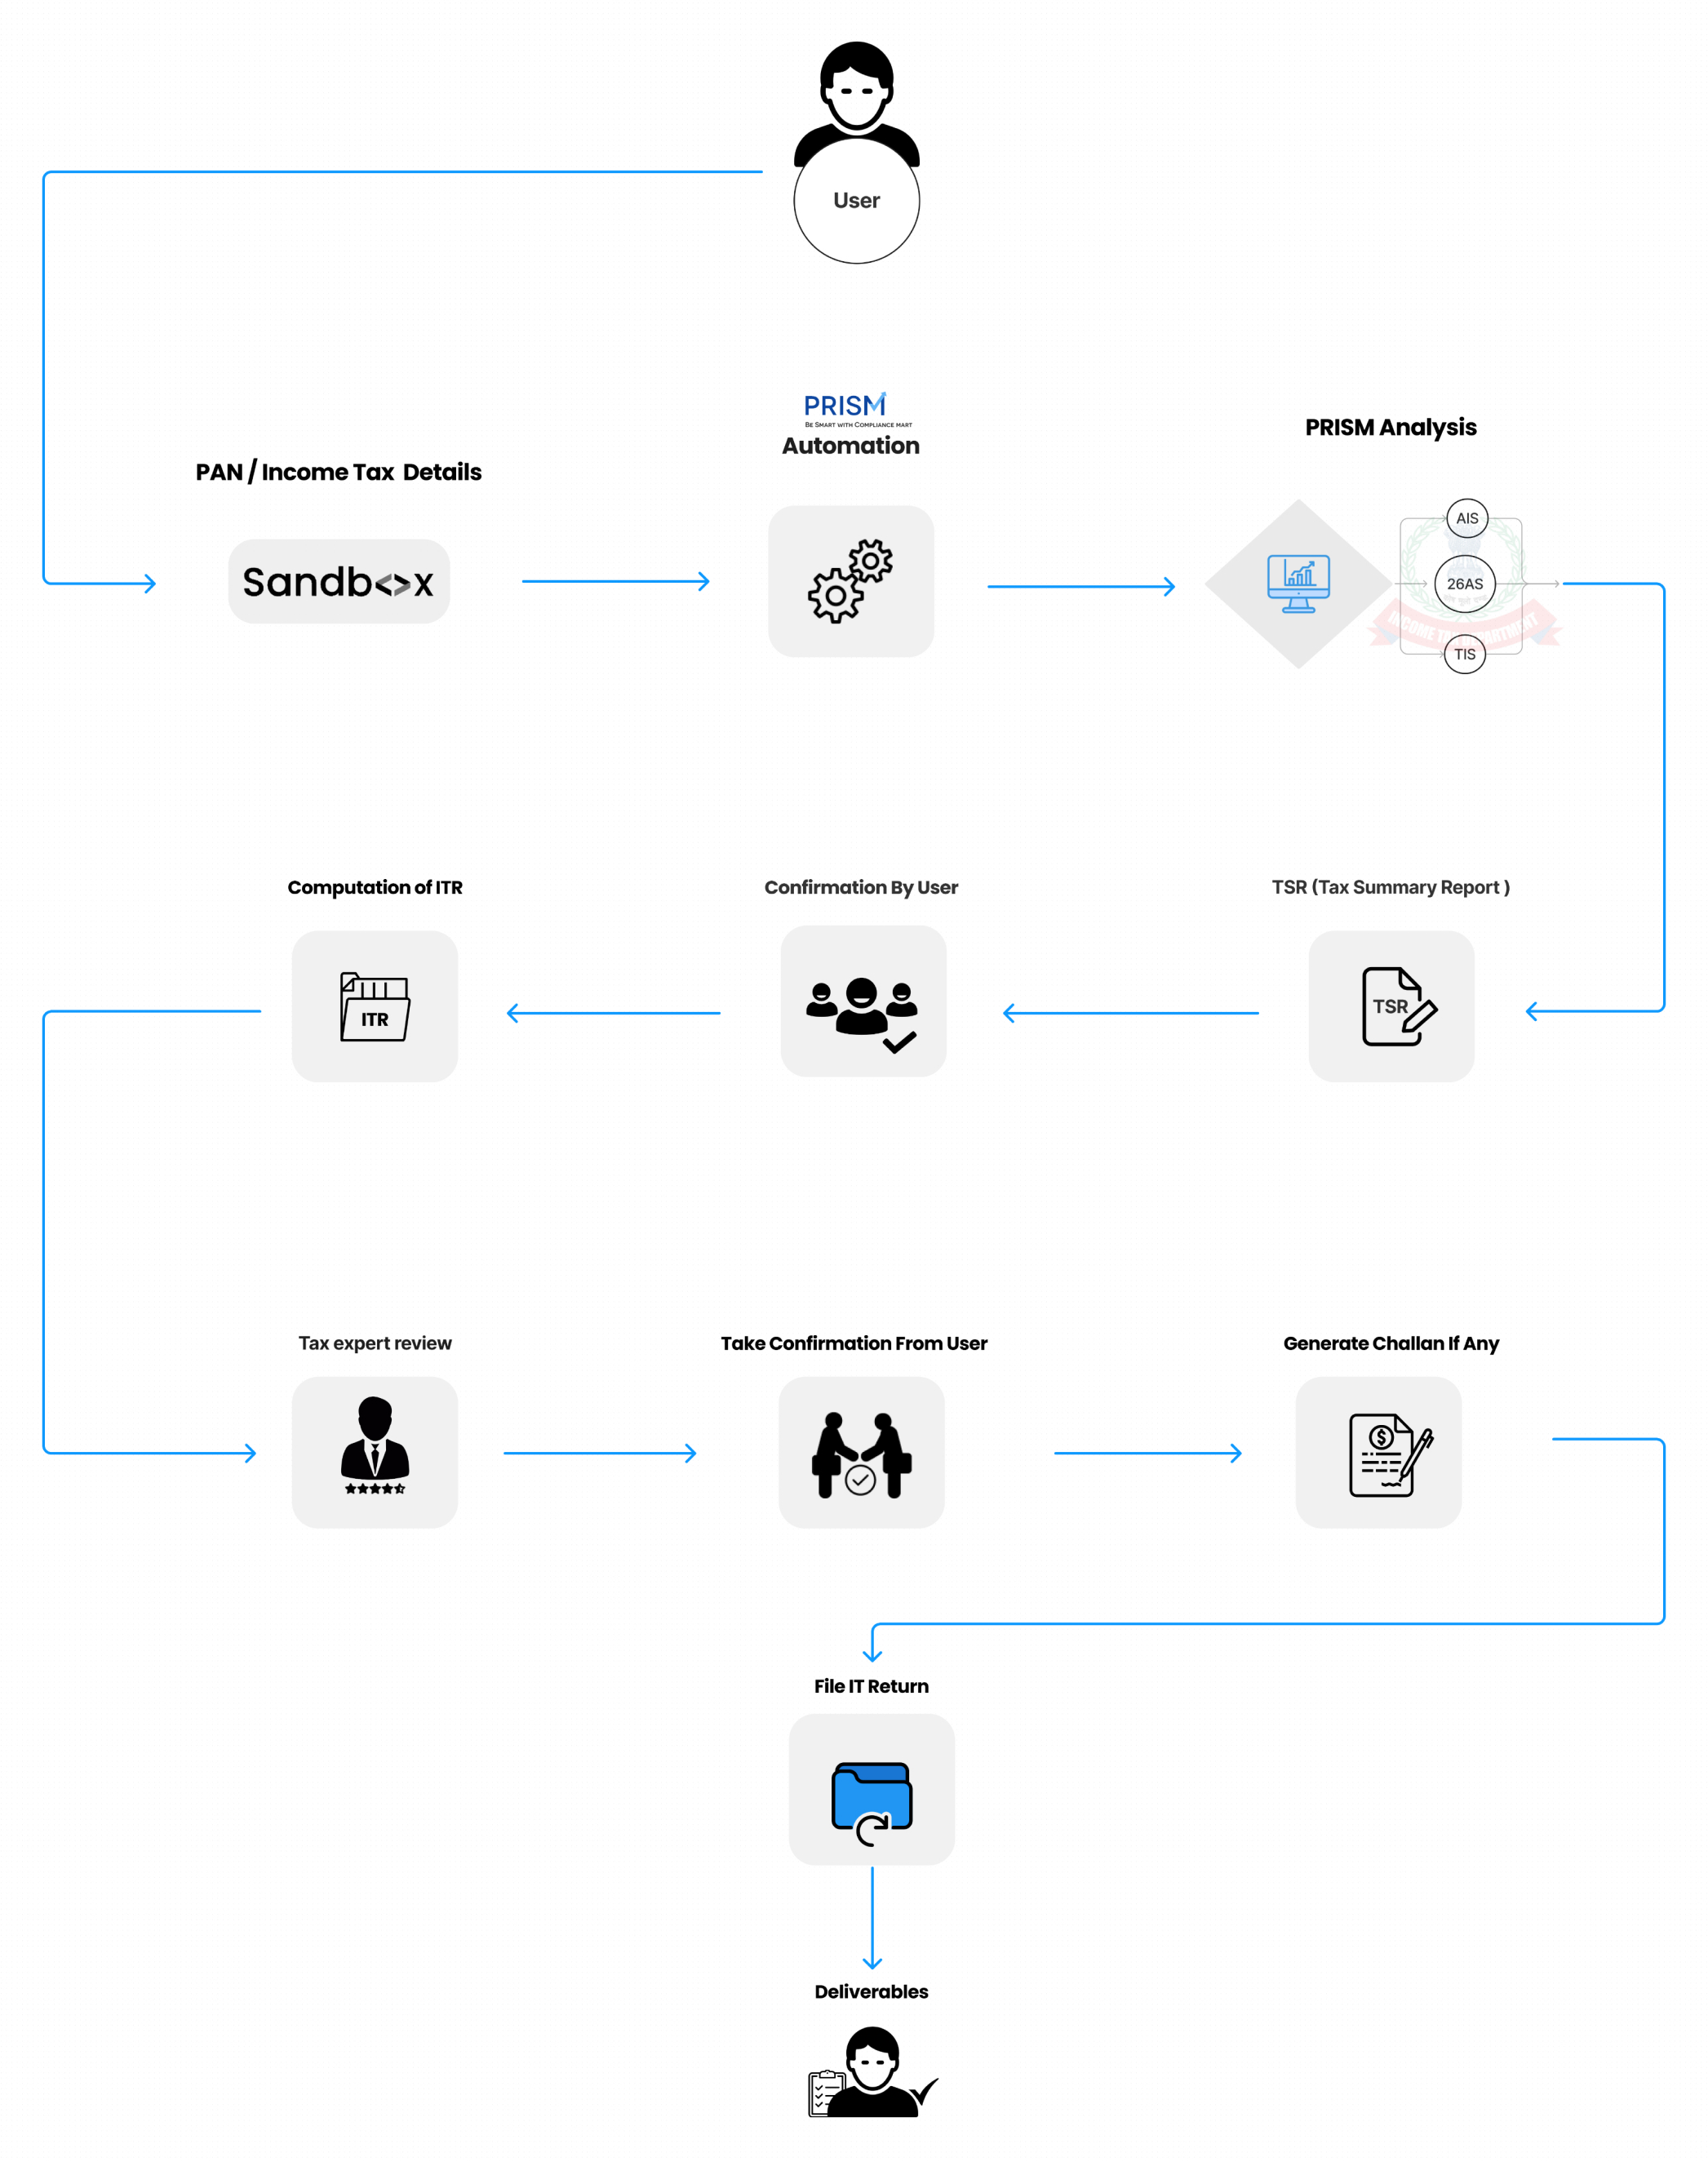 User
PRISM
BE SMART WITH COMPLIANCE MART
Automation
PRISM Analysis
PAN / Income Tax Details
Sandb<>x
AIS
26AS
INCOME TAX DEPARTMENT
TIS
Computation of ITR
Confirmation By User
TSR (Tax Summary Report )
ITR
TSR
Tax expert review
Take Confirmation From User
Generate Challan If Any
$
File IT Return
Deliverables